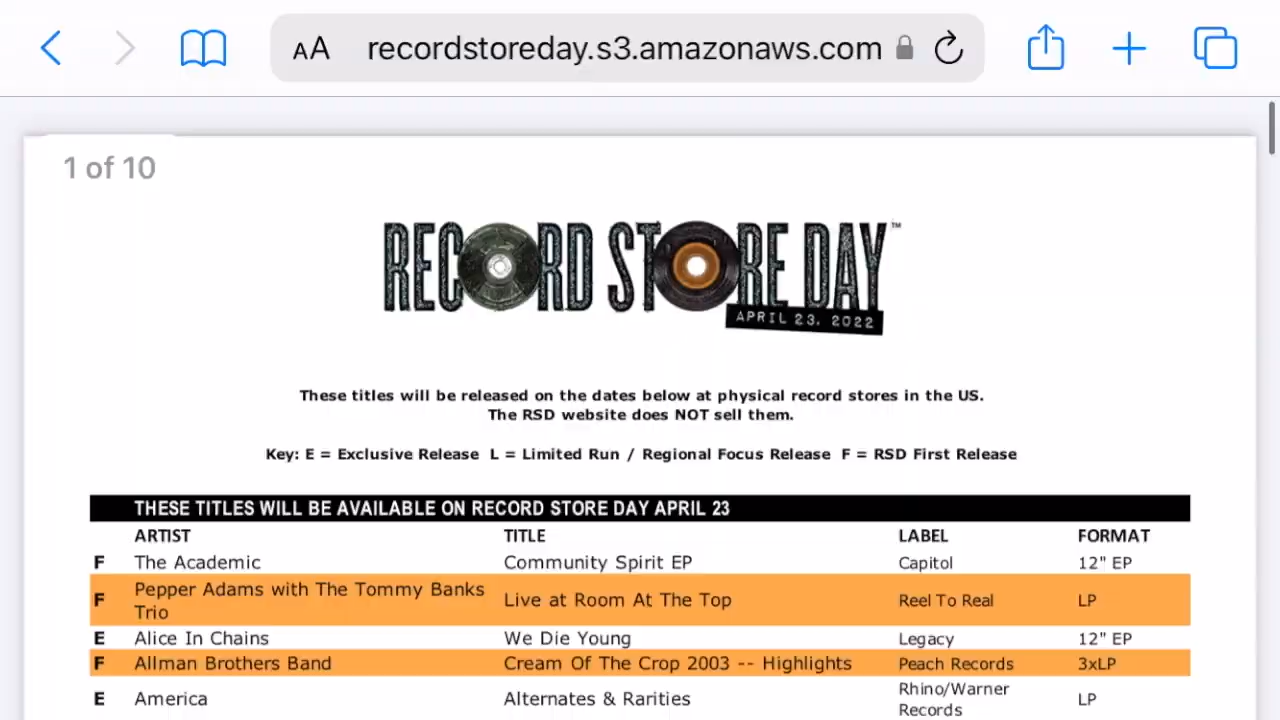 AA recordstoreday.s3.amazonaws.com
1 of 10
RECORD STORE DAY™
APRIL 23, 2022
These titles will be released on the dates below at physical record stores in the US.
The RSD website does NOT sell them.
Key: E = Exclusive Release L = Limited Run / Regional Focus Release F = RSD First Release
THESE TITLES WILL BE AVAILABLE ON RECORD STORE DAY APRIL 23
ARTIST TITLE LABEL FORMAT
F The Academic Community Spirit EP Capitol 12" EP
F Pepper Adams with The Tommy Banks
Trio Live at Room At The Top Reel To Real LP
E Alice In Chains We Die Young Legacy 12" EP
F Allman Brothers Band Cream Of The Crop 2003 -- Highlights Peach Records 3xLP
E America Alternates & Rarities Rhino/Warner
Records LP